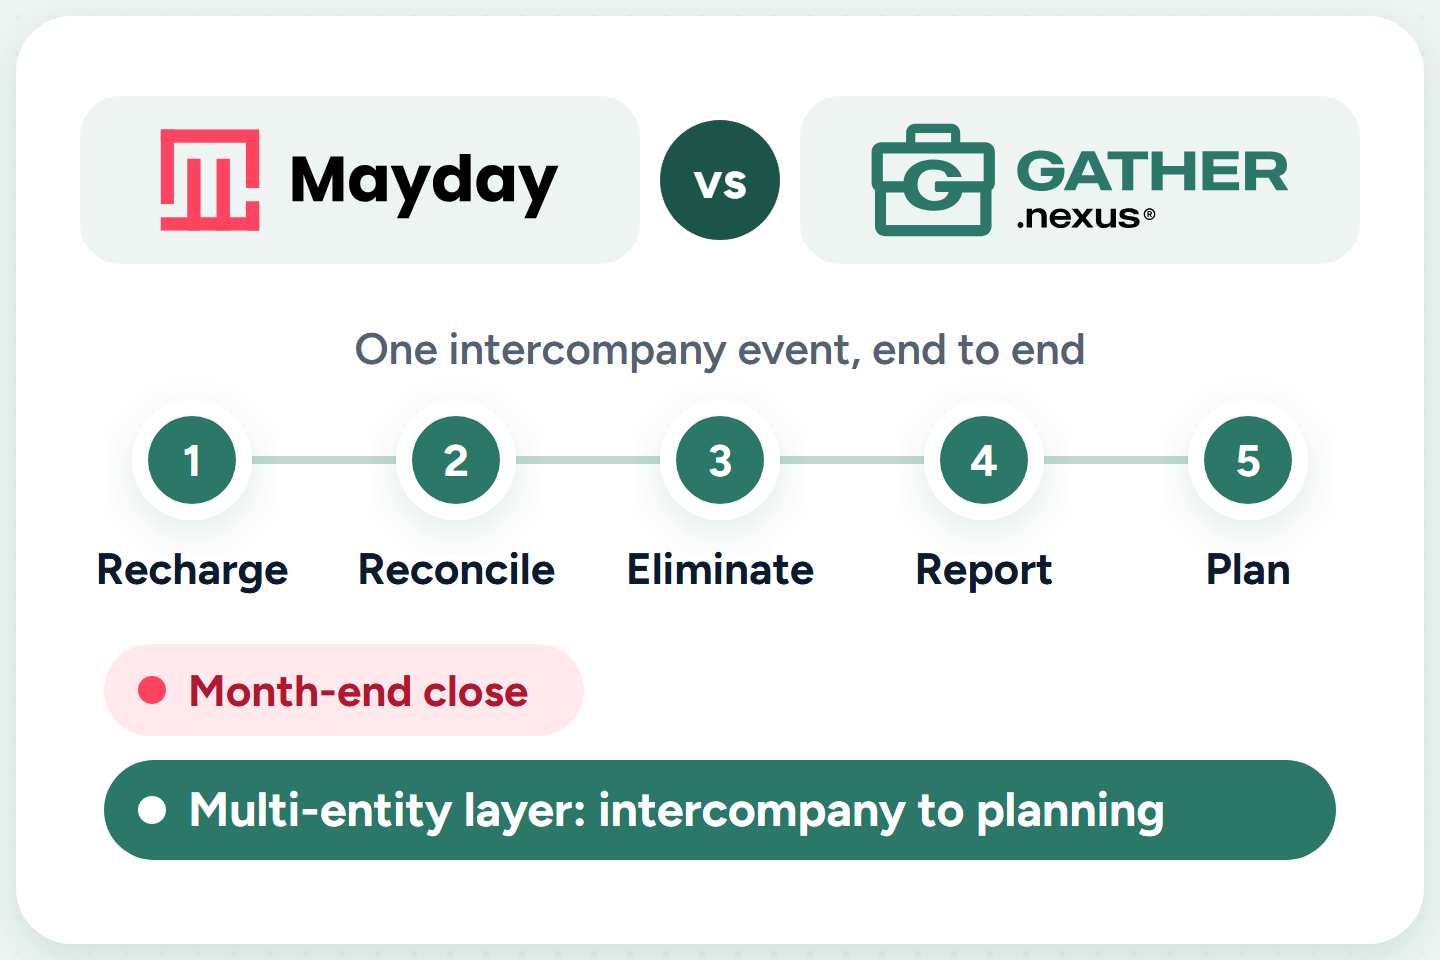 Mayday
vs
GATHER
.nexus®
One intercompany event, end to end
1 2 3 4 5
Recharge Reconcile Eliminate Report Plan
Month-end close
Multi-entity layer: intercompany to planning